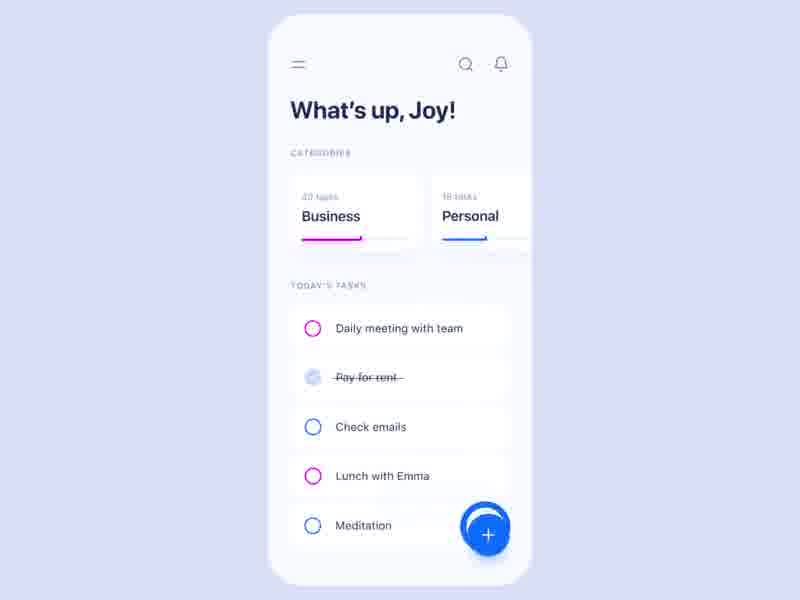 What's up, Joy!
CATEGORIES
40 tasks
Business
18 tasks
Personal
TODAY'S TASKS
Daily meeting with team
Pay for rent
Check emails
Lunch with Emma
Meditation